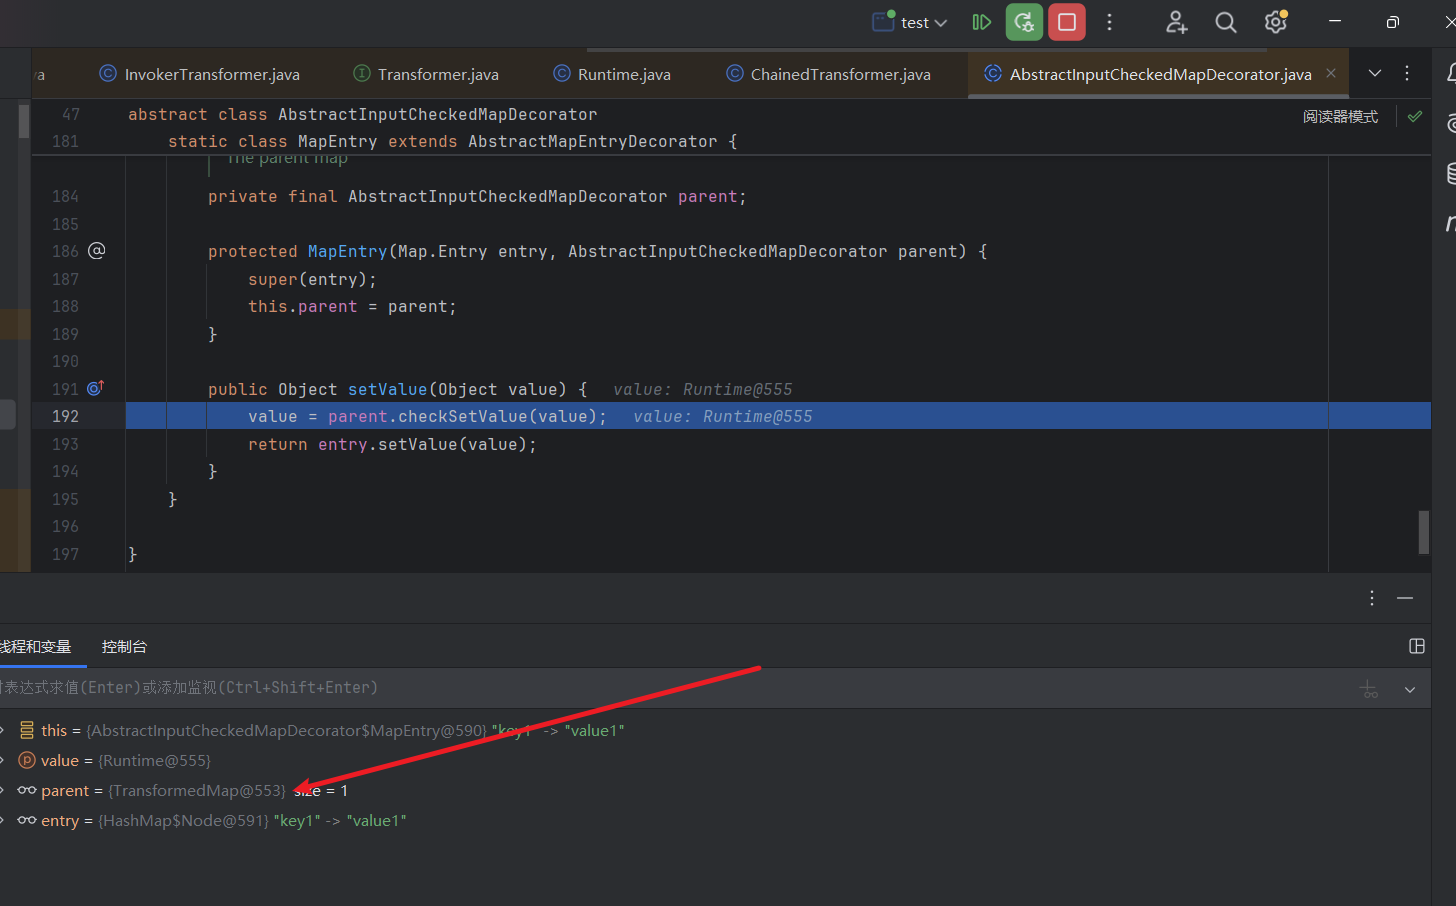 test
InvokerTransformer.java
Transformer.java
Runtime.java
ChainedTransformer.java
AbstractInputCheckedMapDecorator.java
47 abstract class AbstractInputCheckedMapDecorator
阅读器模式
181 static class MapEntry extends AbstractMapEntryDecorator {
The parent map
184 private final AbstractInputCheckedMapDecorator parent;
185
186 protected MapEntry(Map.Entry entry, AbstractInputCheckedMapDecorator parent) {
187 super(entry);
188 this.parent = parent;
189 }
190
191 public Object setValue(Object value) { value: Runtime@555
192 value = parent.checkSetValue(value); value: Runtime@555
193 return entry.setValue(value);
194 }
195 }
196
197 }
线程和变量 控制台
表达式求值(Enter)或添加监视(Ctrl+Shift+Enter)
this = {AbstractInputCheckedMapDecorator$MapEntry@590} "key1" -> "value1"
value = {Runtime@555}
parent = {TransformedMap@553} size = 1
entry = {HashMap$Node@591} "key1" -> "value1"